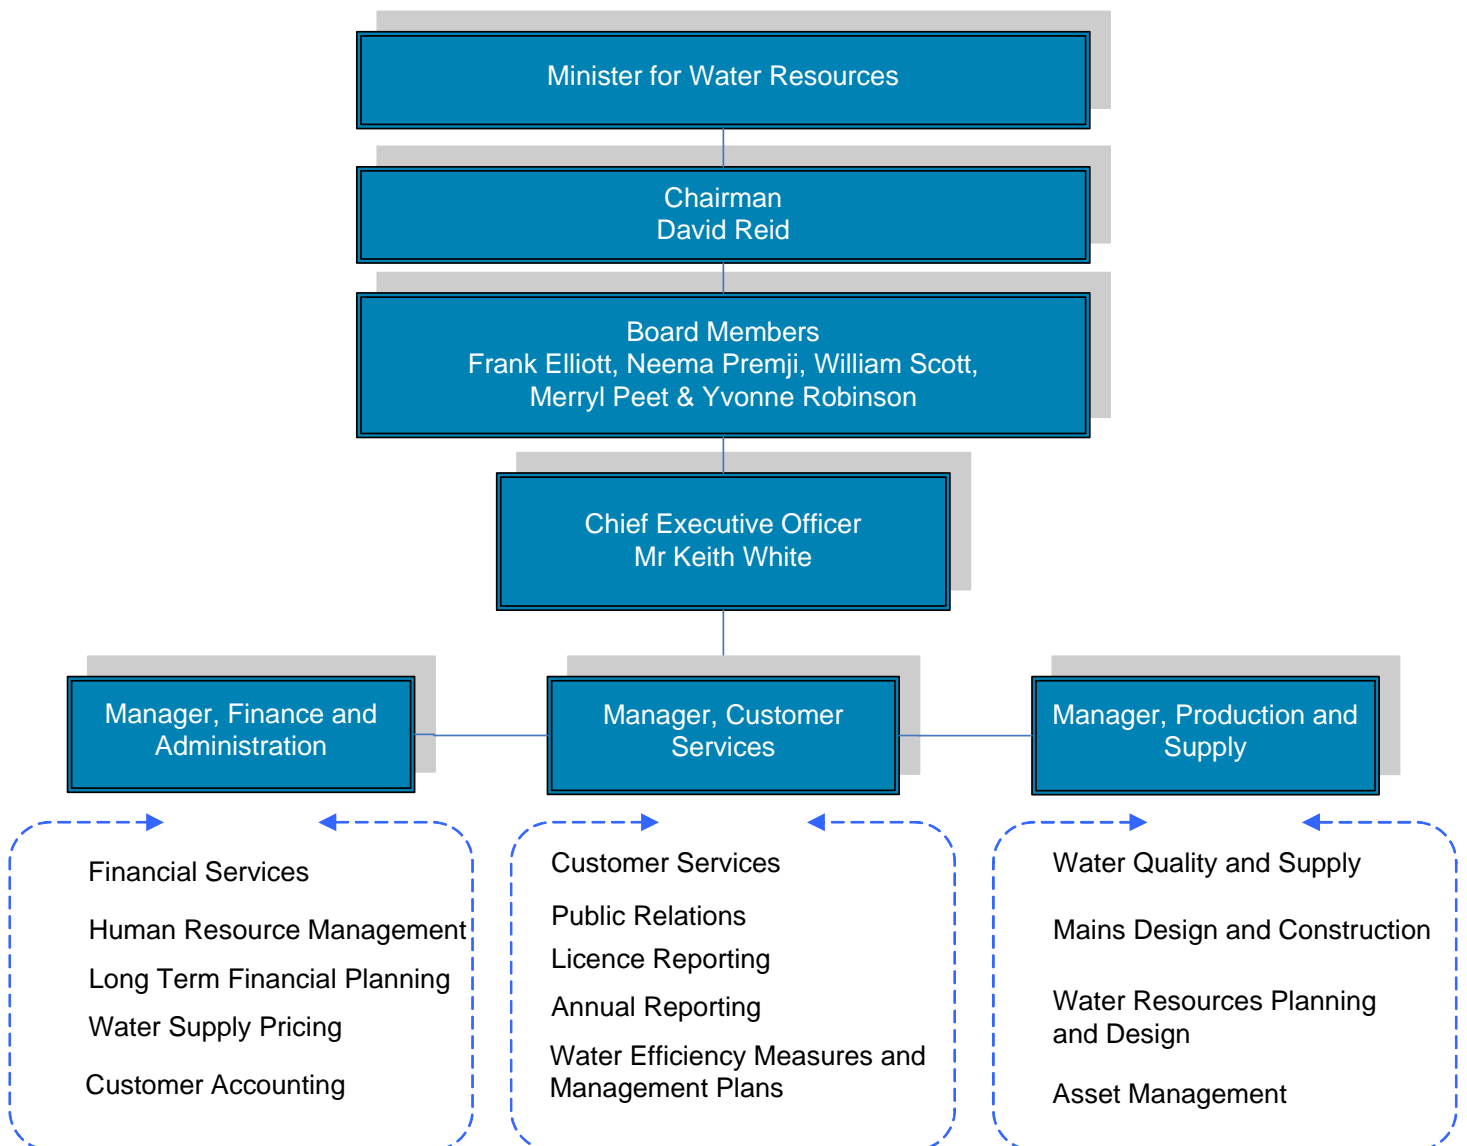 Minister for Water Resources
Chairman
David Reid
Board Members
Frank Elliott, Neema Premji, William Scott,
Merryl Peet & Yvonne Robinson
Chief Executive Officer
Mr Keith White
Manager, Finance and
Administration
Manager, Customer
Services
Manager, Production and
Supply
Financial Services
Human Resource Management
Long Term Financial Planning
Water Supply Pricing
Customer Accounting
Customer Services
Public Relations
Licence Reporting
Annual Reporting
Water Efficiency Measures and
Management Plans
Water Quality and Supply
Mains Design and Construction
Water Resources Planning
and Design
Asset Management